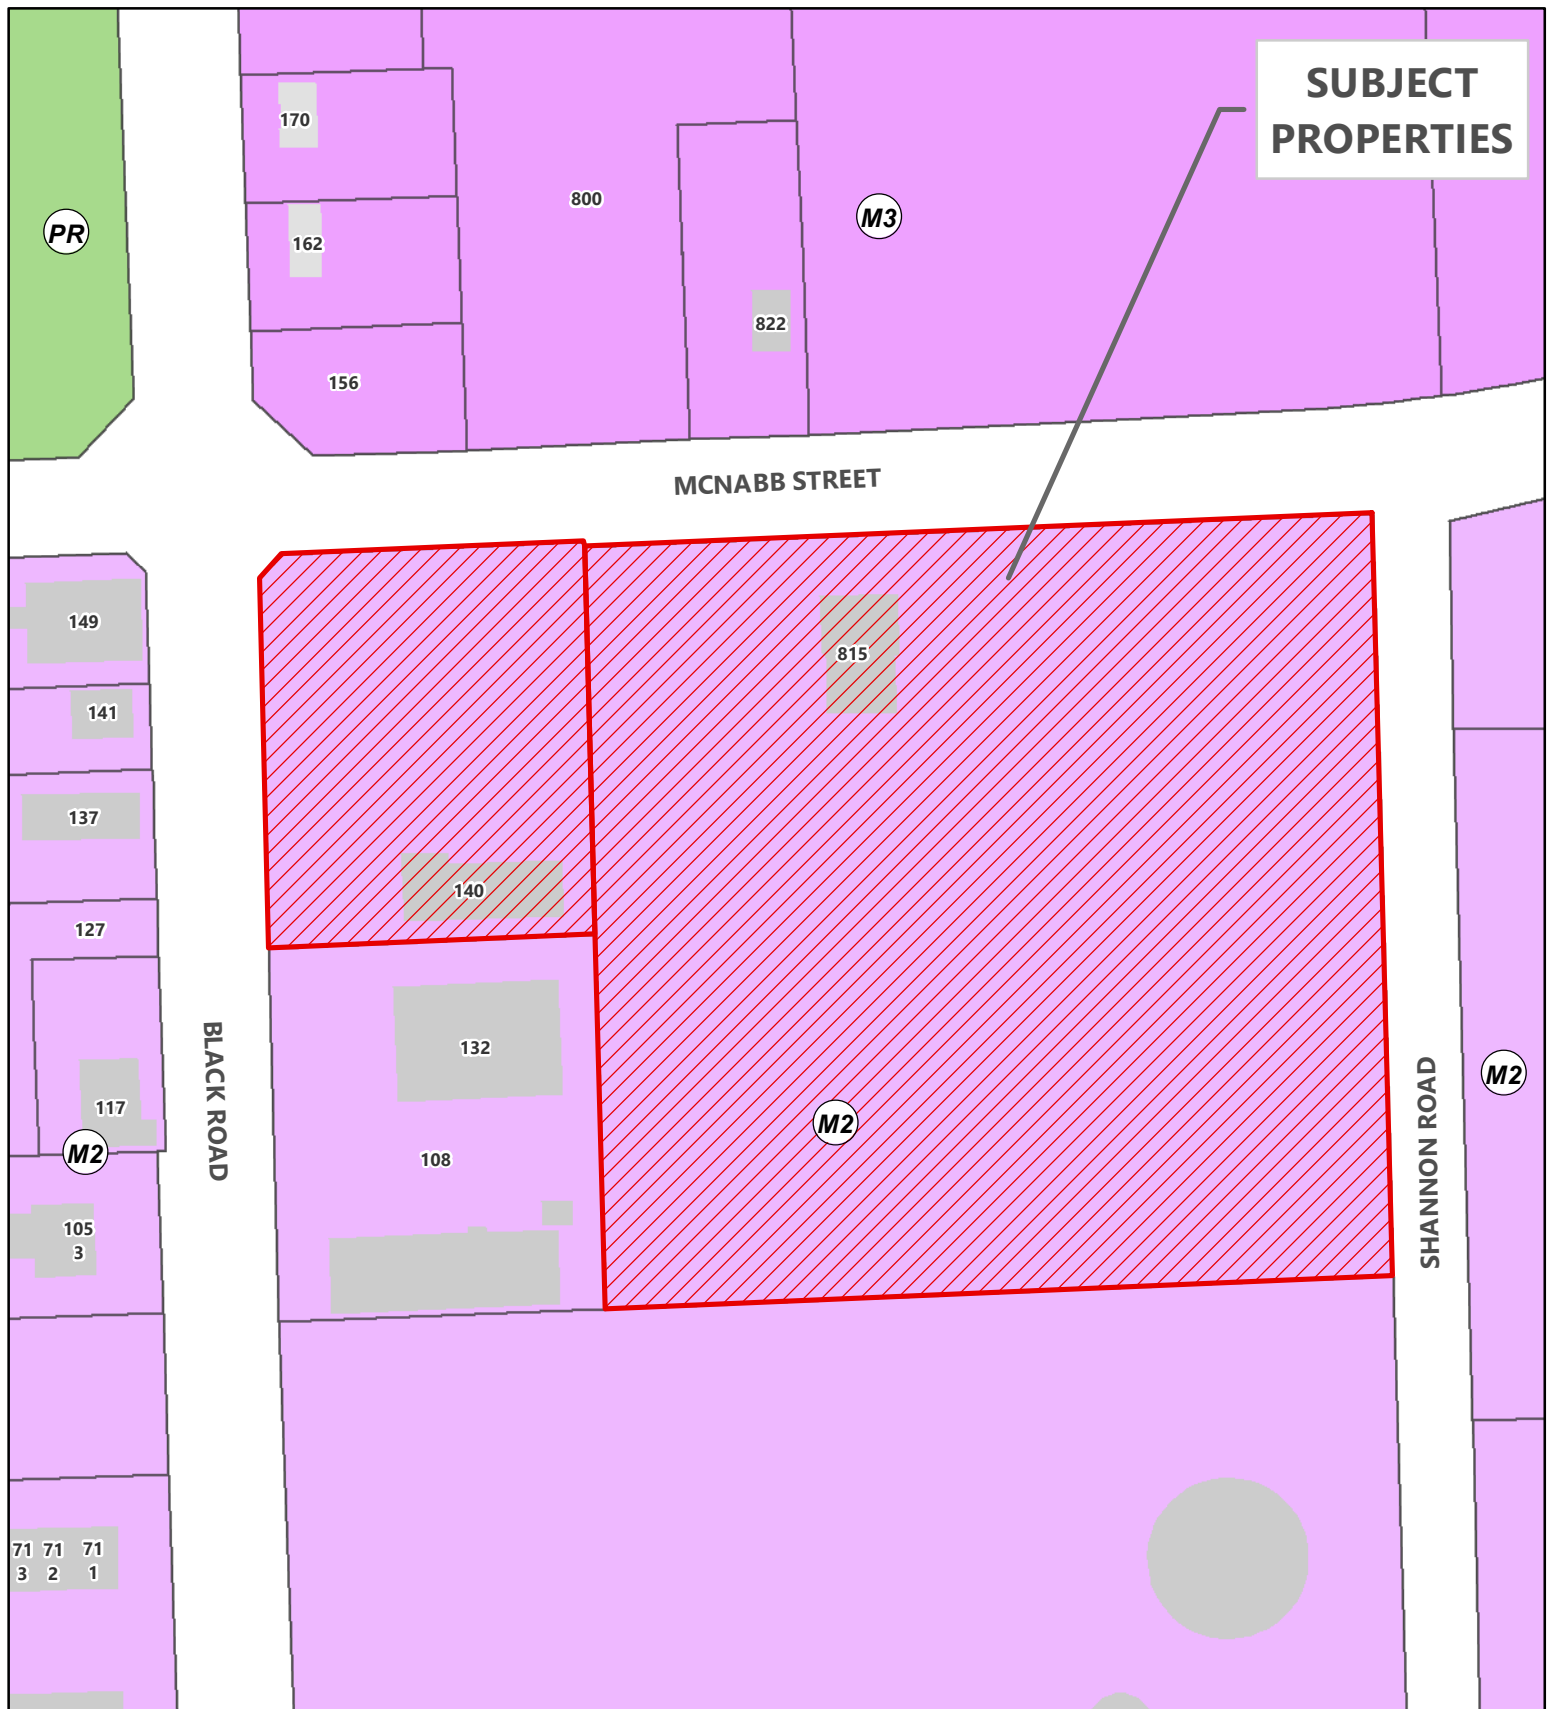 SUBJECT
PROPERTIES
170
800
M3
PR
162
822
156
MCNABB STREET
149
815
141
137
140
127
BLACK ROAD
132
SHANNON ROAD
M2
117
M2
M2
108
105
3
71 71 71
3 2 1